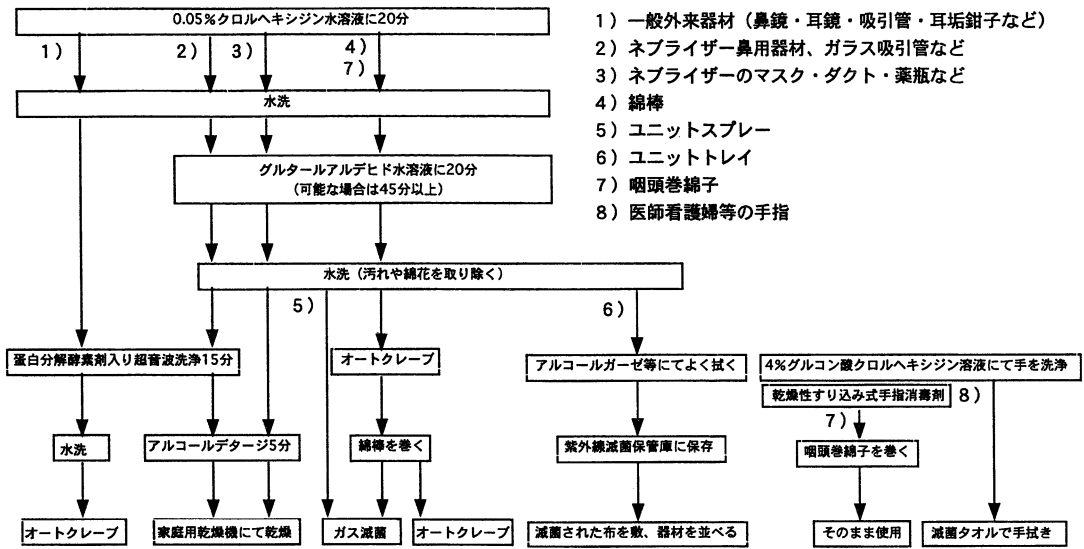 0.05%クロルヘキシジン水溶液に20分
1）
2）
3）
4）
7）
水洗
グルタールアルデヒド水溶液に20分
（可能な場合は45分以上）
水洗（汚れや綿花を取り除く）
5）
6）
蛋白分解酵素剤入り超音波洗浄15分
オートクレーブ
アルコールガーゼ等にてよく拭く
4%グルコン酸クロルヘキシジン溶液にて手を洗浄
乾燥性すり込み式手指消毒剤
8）
7）
水洗
アルコールデタージ5分
綿棒を巻く
紫外線滅菌保管庫に保存
咽頭巻綿子を巻く
オートクレーブ
家庭用乾燥機にて乾燥
ガス滅菌
オートクレーブ
滅菌された布を敷、器材を並べる
そのまま使用
滅菌タオルで手拭き
1）一般外来器材（鼻鏡・耳鏡・吸引管・耳垢鉗子など）
2）ネブライザー鼻用器材、ガラス吸引管など
3）ネブライザーのマスク・ダクト・薬瓶など
4）綿棒
5）ユニットスプレー
6）ユニットトレイ
7）咽頭巻綿子
8）医師看護婦等の手指